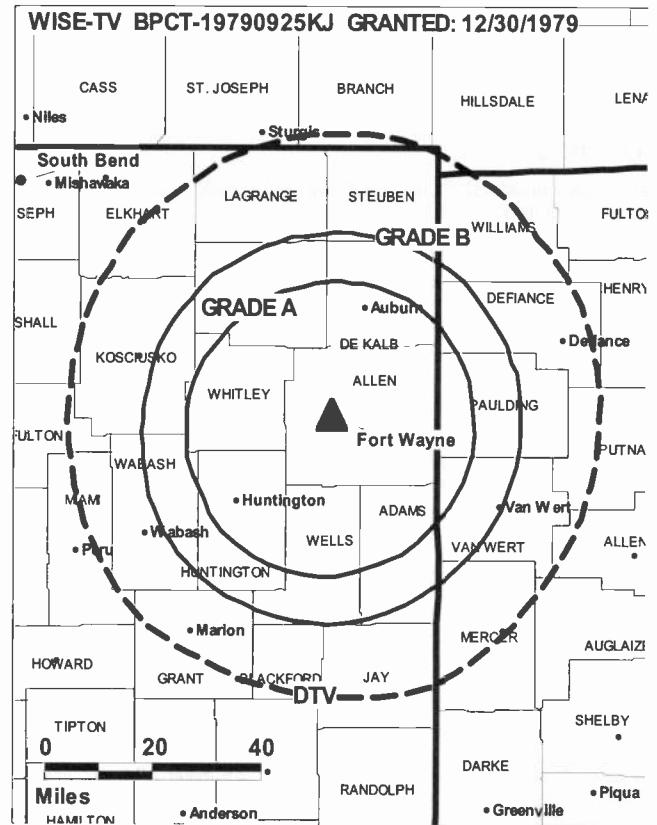 WISE-TV BPCT-19790925KJ GRANTED: 12/30/1979
CASS
ST. JOSEPH
BRANCH
HILLSDALE
LENA
Niles
Sturgis
South Bend
Mishawaka
SEPH
ELKHART
LAGRANGE
STEUBEN
WILLIAMS
FULTO
GRADE B
GRADE A
DEFIANCE
HENRY
Auburn
SHALL
KOSCIUSKO
DE KALB
Defiance
WHITLEY
ALLEN
PAULDING
Fort Wayne
FULTON
PUTNA
WABASH
MIAMI
Huntington
ADAMS
Van Wert
Wabash
WELLS
VAN WERT
ALLEN
Peru
HUNTINGTON
Marion
MERCER
AUGLAIZE
HOWARD
GRANT
BLACKFORD
JAY
DTV
TIPTON
SHELBY
0 20 40
DARKE
Miles
RANDOLPH
Piqua
HAMILTON
Anderson
Greenville